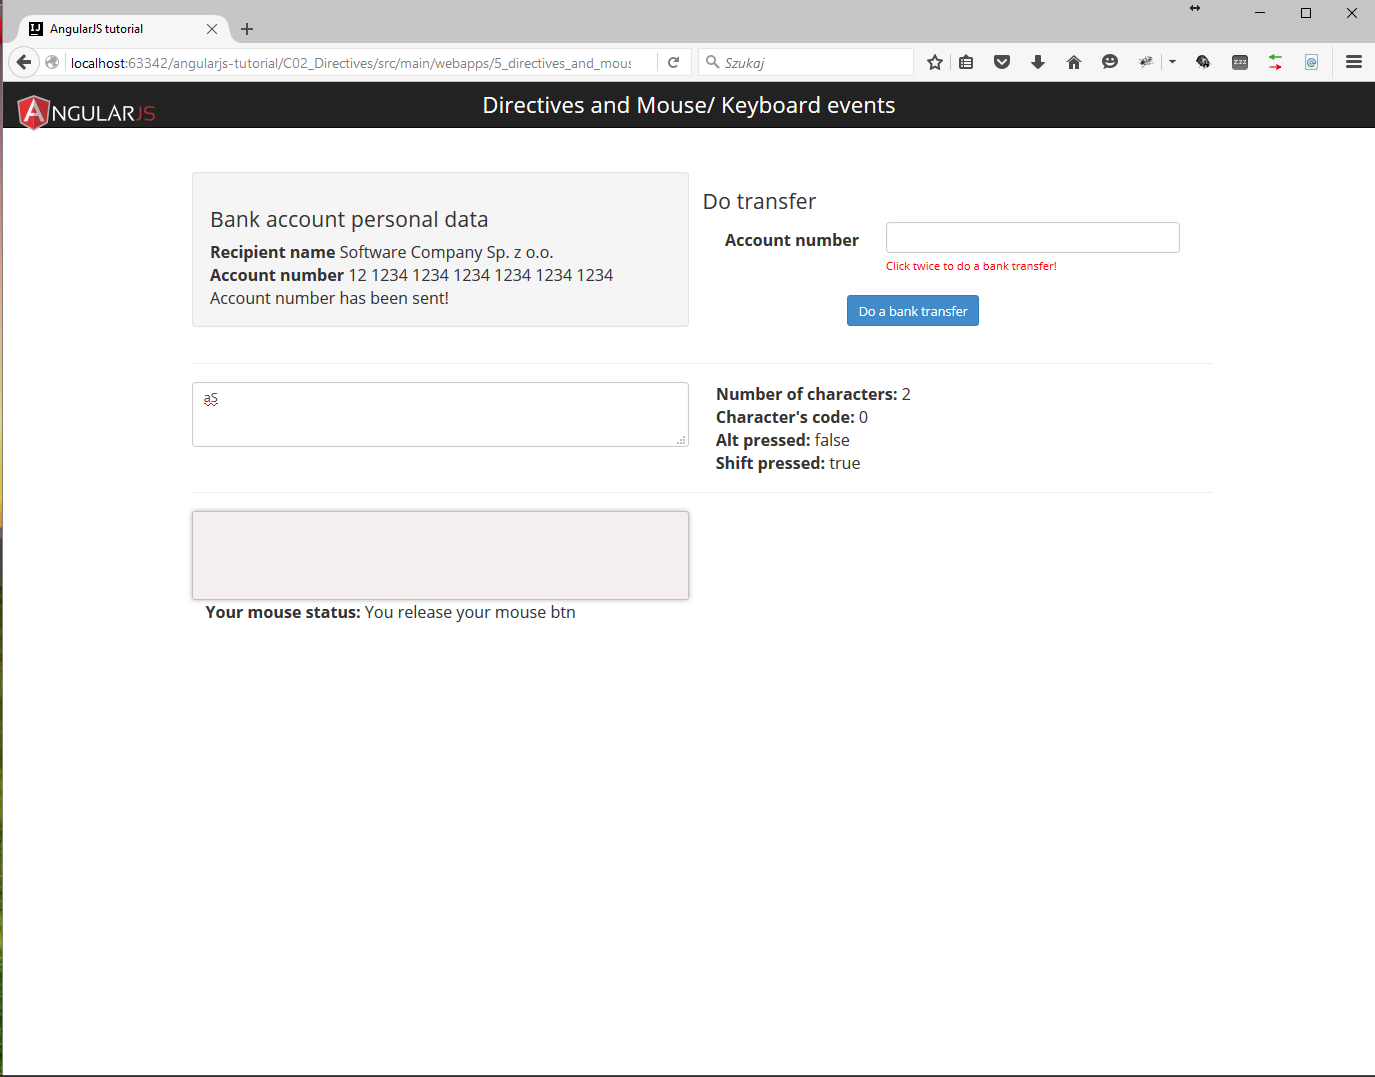 AngularJS tutorial
localhost:63342/angularjs-tutorial/C02_Directives/src/main/webapps/5_directives_and_mous
Szukaj
ANGULARJS
Directives and Mouse/ Keyboard events
Bank account personal data
Recipient name Software Company Sp. z o.o.
Account number 12 1234 1234 1234 1234 1234 1234
Account number has been sent!
Do transfer
Account number
Click twice to do a bank transfer!
Do a bank transfer
aS
Number of characters: 2
Character's code: 0
Alt pressed: false
Shift pressed: true
Your mouse status: You release your mouse btn